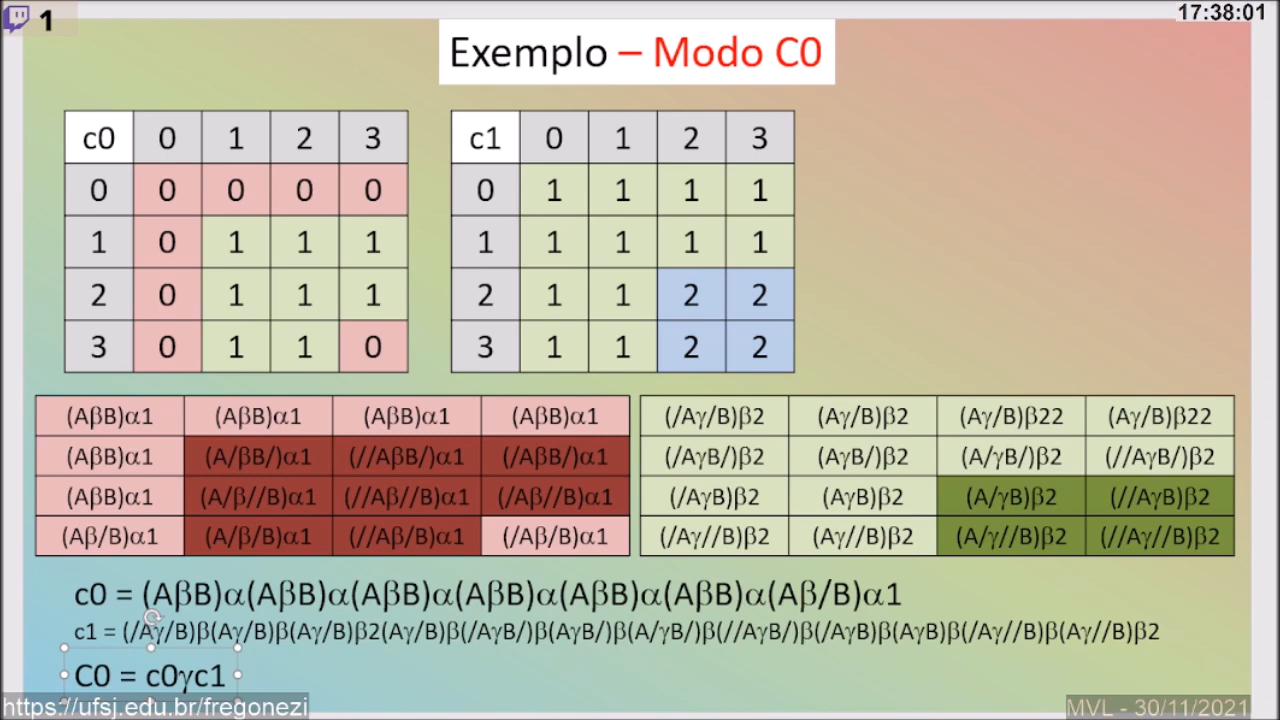 1
17:38:01
Exemplo – Modo C0
c0 0 1 2 3
0 0 0 0 0
1 0 1 1 1
2 0 1 1 1
3 0 1 1 0
c1 0 1 2 3
0 1 1 1 1
1 1 1 1 1
2 1 1 2 2
3 1 1 2 2
(AβB)α1 (AβB)α1 (AβB)α1 (AβB)α1
(AβB)α1 (A/βB/)α1 (//AβB/)α1 (/AβB/)α1
(AβB)α1 (A/β//B)α1 (//Aβ//B)α1 (/Aβ//B)α1
(Aβ/B)α1 (A/β/B)α1 (//Aβ/B)α1 (/Aβ/B)α1
(/Aγ/B)β2 (Aγ/B)β2 (Aγ/B)β22 (Aγ/B)β22
(/AγB/)β2 (AγB/)β2 (A/γB/)β2 (//AγB/)β2
(/AγB)β2 (AγB)β2 (A/γB)β2 (//AγB)β2
(/Aγ//B)β2 (Aγ//B)β2 (A/γ//B)β2 (//Aγ//B)β2
c0 = (AβB)α(AβB)α(AβB)α(AβB)α(AβB)α(AβB)α(Aβ/B)α1
c1 = (/Aγ/B)β(Aγ/B)β(Aγ/B)β2(Aγ/B)β(/AγB/)β(AγB/)β(A/γB/)β(//AγB/)β(/AγB)β(AγB)β(/Aγ//B)β(Aγ//B)β2
C0 = c0γc1
https://ufsj.edu.br/fregonezi
MVL - 30/11/2021